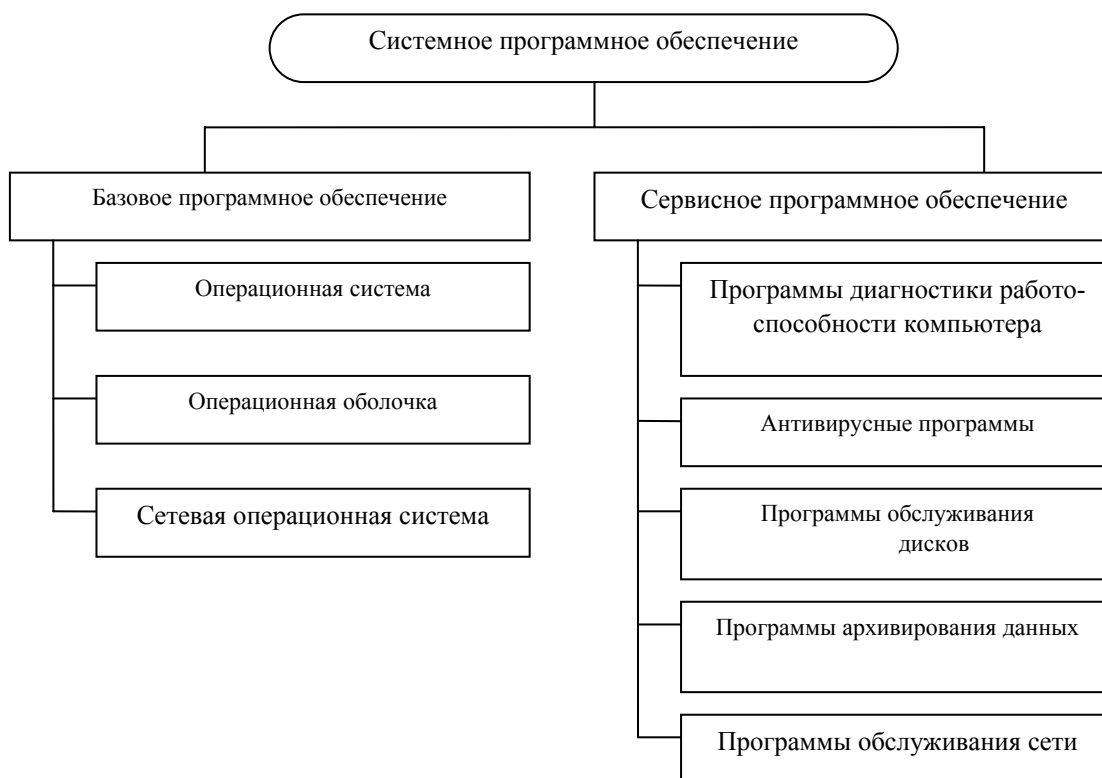 Системное программное обеспечение
Базовое программное обеспечение
Операционная система
Операционная оболочка
Сетевая операционная система
Сервисное программное обеспечение
Программы диагностики работо-
способности компьютера
Антивирусные программы
Программы обслуживания
дисков
Программы архивирования данных
Программы обслуживания сети